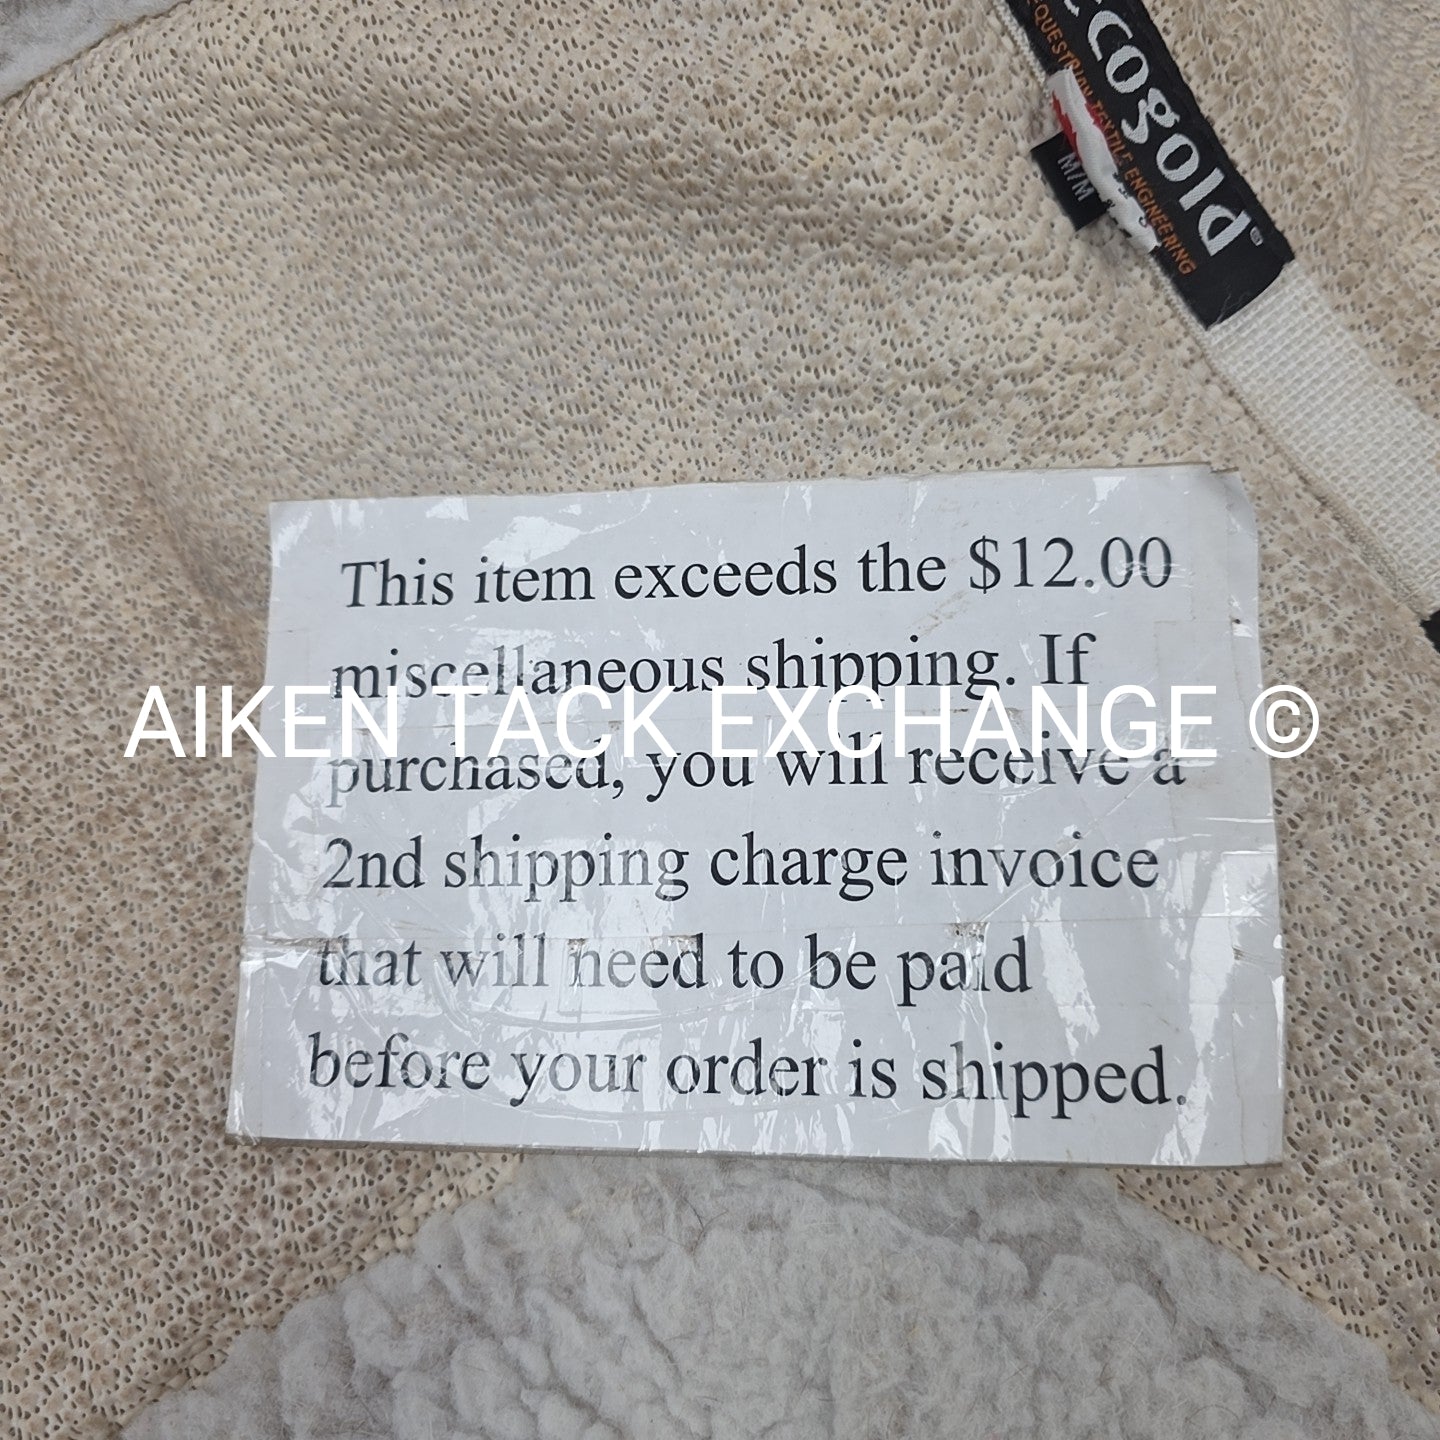 ecogold®
EQUESTRIAN TEXTILE ENGINEERING
M/M
This item exceeds the $12.00
miscellaneous shipping. If
AIKEN TACK EXCHANGE ©
purchased, you will receive a
2nd shipping charge invoice
that will need to be paid
before your order is shipped.